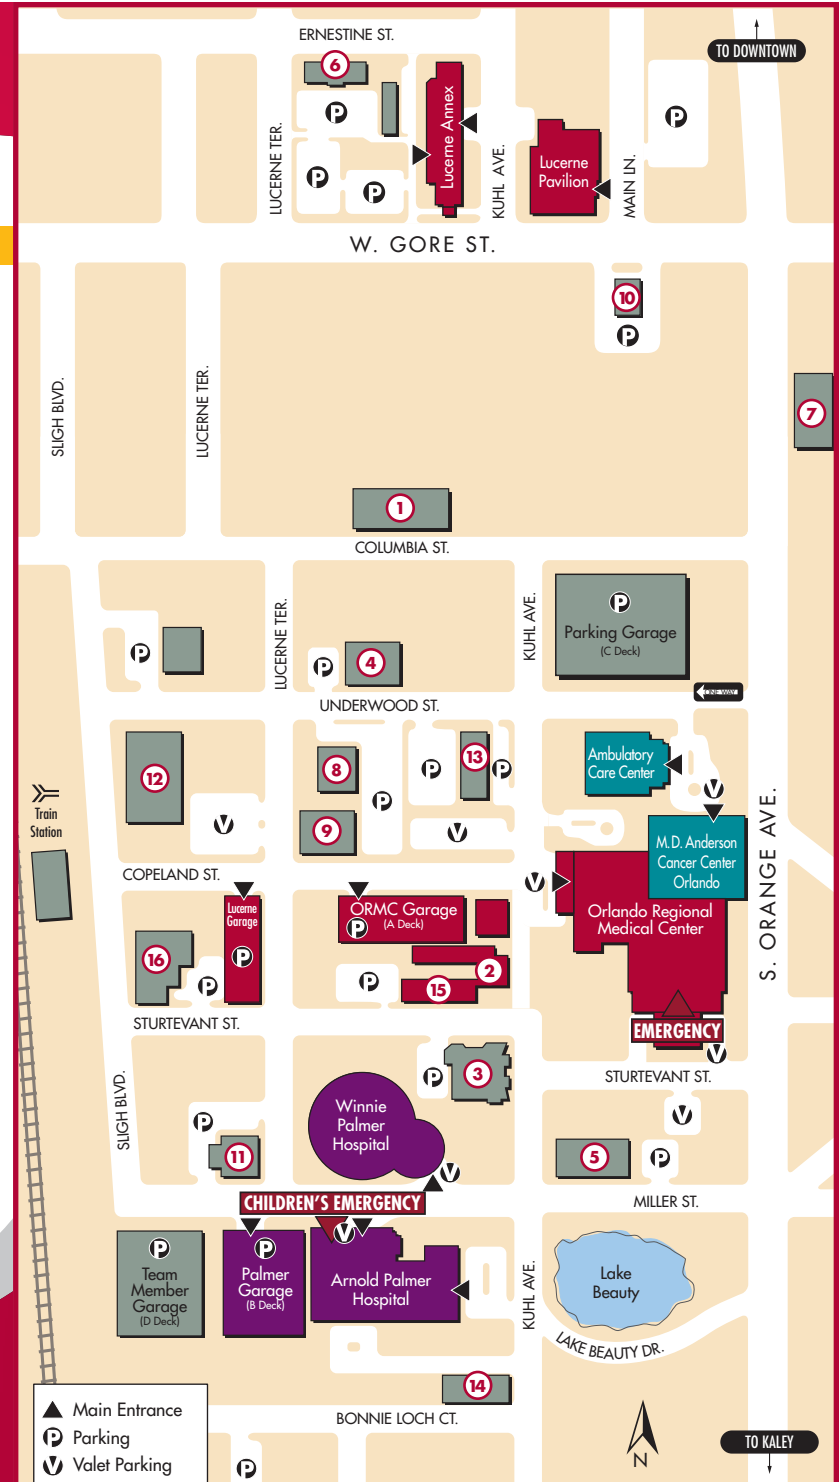 ERNESTINE ST.
TO DOWNTOWN
6
P
LUCERNE TER.
Lucerne Annex
KUHL AVE.
Lucerne
Pavilion
MAIN LN.
P
P
P
W. GORE ST.
10
P
SLIGH BLVD.
LUCERNE TER.
7
1
COLUMBIA ST.
LUCERNE TER.
KUHL AVE.
P
Parking Garage
(C Deck)
P
P
4
UNDERWOOD ST.
ONE WAY
12
8
P
13
P
Ambulatory
Care Center
V
Train
Station
V
9
P
V
M.D. Anderson
Cancer Center
Orlando
S. ORANGE AVE.
COPELAND ST.
Lucerne
Garage
P
ORMC Garage
(A Deck)
P
V
Orlando Regional
Medical Center
16
P
P
15
2
STURTEVANT ST.
EMERGENCY
V
STURTEVANT ST.
SLIGH BLVD.
P
3
Winnie
Palmer
Hospital
P
11
V
5
V
P
CHILDREN'S EMERGENCY
MILLER ST.
P
Team
Member
Garage
(D Deck)
P
Palmer
Garage
(B Deck)
V
Arnold Palmer
Hospital
KUHL AVE.
Lake
Beauty
LAKE BEAUTY DR.
14
BONNIE LOCH CT.
Main Entrance
P Parking
V Valet Parking
P
N
TO KALEY